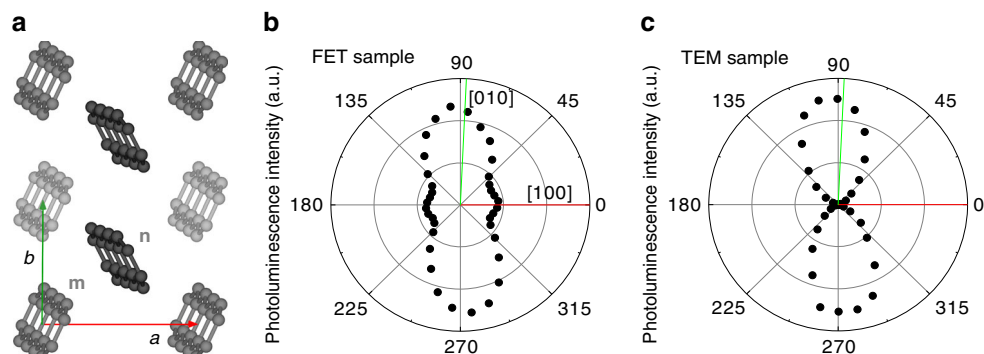 a
n
b
m
a
b
FET sample
Photoluminescence intensity (a.u.)
90
135
45
[010]
180
[100]
0
225
315
270
c
TEM sample
Photoluminescence intensity (a.u.)
90
135
45
180
0
225
315
270